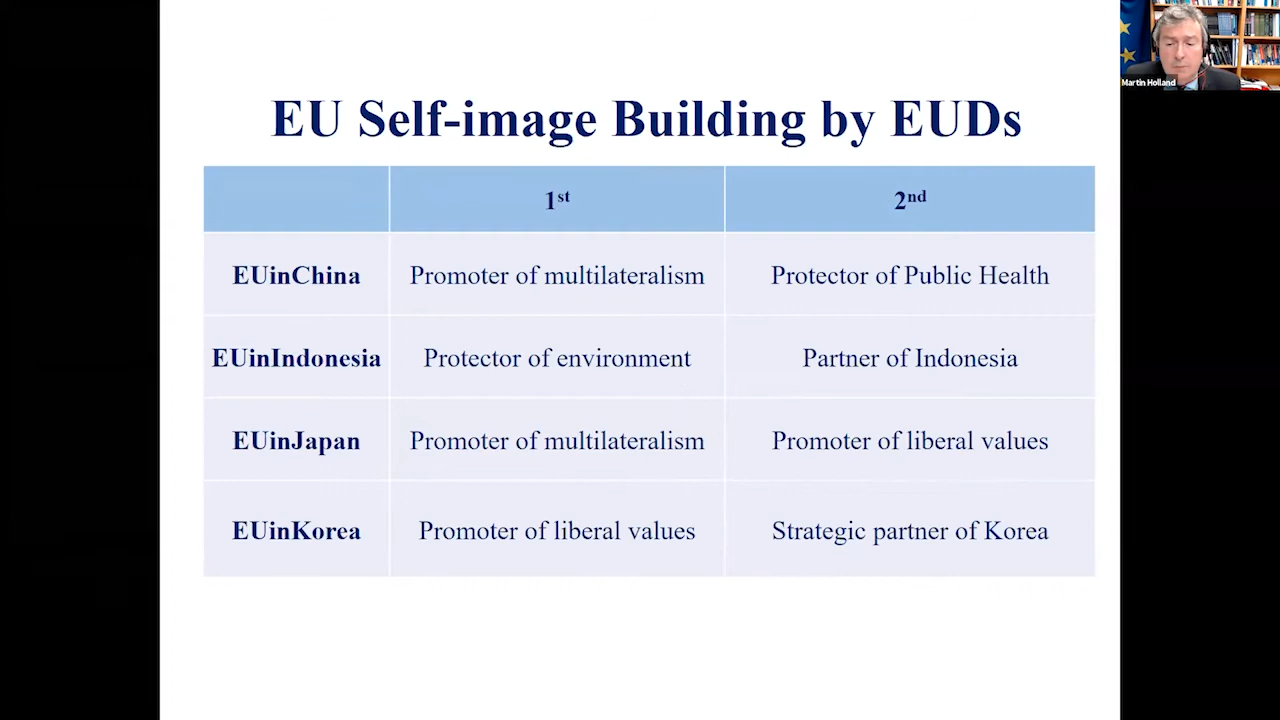 Martin Holland
EU Self-image Building by EUDs
1st 2nd
EUinChina Promoter of multilateralism Protector of Public Health
EUinIndonesia Protector of environment Partner of Indonesia
EUinJapan Promoter of multilateralism Promoter of liberal values
EUinKorea Promoter of liberal values Strategic partner of Korea